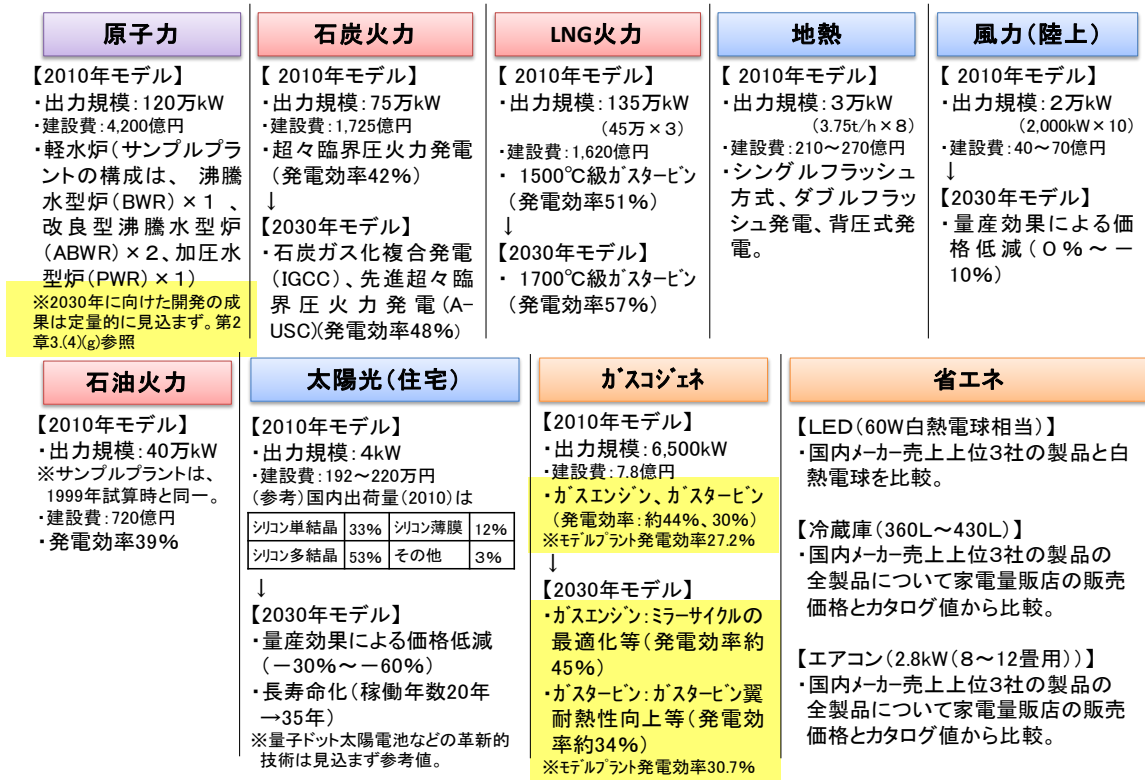 原子力
【2010年モデル】
・出力規模：120万kW
・建設費：4,200億円
・軽水炉（サンプルプラ
ントの構成は、 沸騰
水型炉（BWR）×１ 、
改良型沸騰水型炉
（ABWR）×２、加圧水
型炉（PWR）×１）
※2030年に向けた開発の成
果は定量的に見込まず。第2
章3.(4)(g)参照
石炭火力
【 2010年モデル】
・出力規模：75万kW
・建設費：1,725億円
・超々臨界圧火力発電
（発電効率42%）
↓
【2030年モデル】
・石炭ガス化複合発電
（IGCC）、先進超々臨
界圧火力発電（A-
USC）（発電効率48%）
LNG火力
【 2010年モデル】
・出力規模：135万kW
（45万×３）
・建設費：1,620億円
・ 1500℃級ｶﾞｽﾀｰﾋﾞﾝ
（発電効率51%）
↓
【2030年モデル】
・ 1700℃級ｶﾞｽﾀｰﾋﾞﾝ
（発電効率57%）
地熱
【 2010年モデル】
・出力規模：３万kW
（3.75t/h×８）
・建設費：210～270億円
・シングルフラッシュ
方式、ダブルフラッ
シュ発電、背圧式発
電。
風力（陸上）
【 2010年モデル】
・出力規模：２万kW
（2,000kW×10）
・建設費：40～70億円
↓
【2030年モデル】
・量産効果による価
格低減（０％～－
10%）
石油火力
【2010年モデル】
・出力規模：40万kW
※サンプルプラントは、
1999年試算時と同一。
・建設費：720億円
・発電効率39%
太陽光（住宅）
【2010年モデル】
・出力規模：４kW
・建設費：192～220万円
（参考）国内出荷量（2010）は
ｼﾘｺﾝ単結晶 33% ｼﾘｺﾝ薄膜 12%
ｼﾘｺﾝ多結晶 53% その他 ３%
↓
【2030年モデル】
・量産効果による価格低減
（－30%～－60%）
・長寿命化（稼働年数20年
→35年）
※量子ドット太陽電池などの革新的
技術は見込まず参考値。
ｶﾞｽｺｼﾞｪﾈ
【2010年モデル】
・出力規模：6,500kW
・建設費：7.8億円
・ｶﾞｽｴﾝｼﾞﾝ、ｶﾞｽﾀｰﾋﾞﾝ
（発電効率：約44%、30%）
※ﾓﾃﾞﾙﾌﾟﾗﾝﾄ発電効率27.2%
↓
【2030年モデル】
・ｶﾞｽｴﾝｼﾞﾝ：ﾐﾗｰｻｲｸﾙの
最適化等（発電効率約
45%）
・ｶﾞｽﾀｰﾋﾞﾝ：ｶﾞｽﾀｰﾋﾞﾝ翼
耐熱性向上等（発電効
率約34%）
※ﾓﾃﾞﾙﾌﾟﾗﾝﾄ発電効率30.7%
省エネ
【LED（60W白熱電球相当）】
・国内ﾒｰｶｰ売上上位３社の製品と白
熱電球を比較。
【冷蔵庫（360L～430L）】
・国内ﾒｰｶｰ売上上位３社の製品の
全製品について家電量販店の販売
価格とカタログ値から比較。
【エアコン（2.8kW（８～12畳用））】
・国内ﾒｰｶｰ売上上位３社の製品の
全製品について家電量販店の販売
価格とカタログ値から比較。